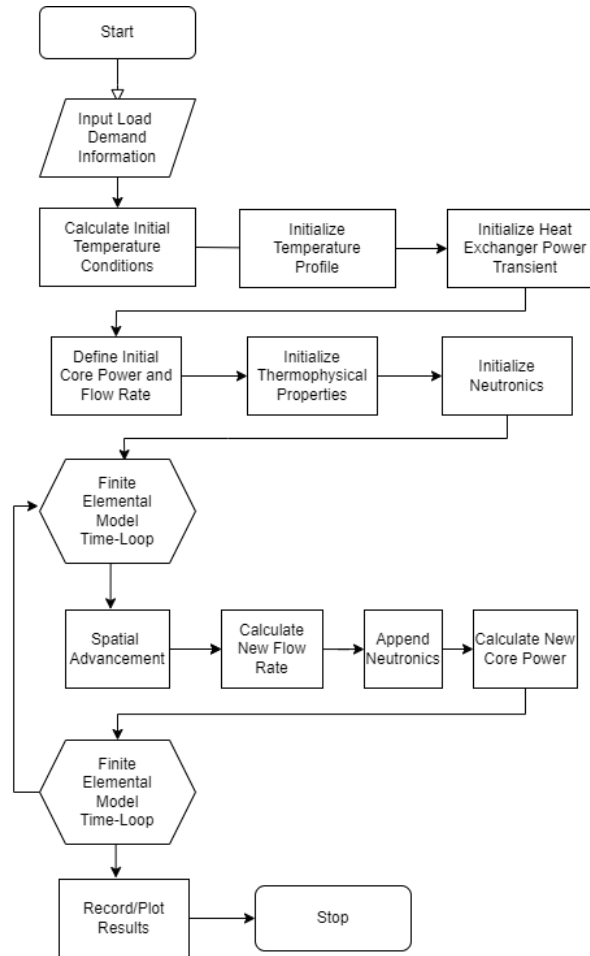 Start
Input Load
Demand
Information
Calculate Initial
Temperature
Conditions
Initialize
Temperature
Profile
Initialize Heat
Exchanger Power
Transient
Define Initial
Core Power and
Flow Rate
Initialize
Thermophysical
Properties
Initialize
Neutronics
Finite
Elemental
Model
Time-Loop
Spatial
Advancement
Calculate
New Flow
Rate
Append
Neutronics
Calculate New
Core Power
Finite
Elemental
Model
Time-Loop
Record/Plot
Results
Stop